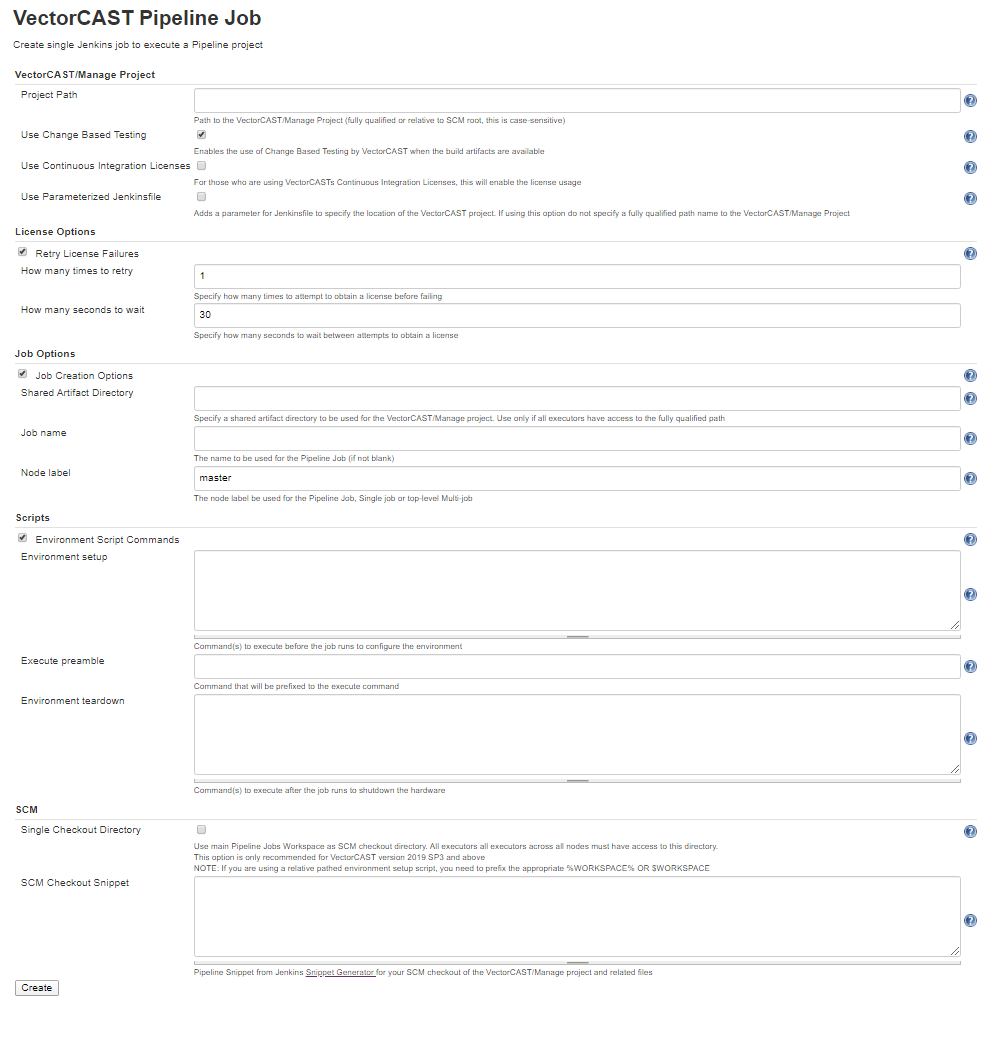 VectorCAST Pipeline Job
Create single Jenkins job to execute a Pipeline project
VectorCAST/Manage Project
Project Path
Path to the VectorCAST/Manage Project (fully qualified or relative to SCM root, this is case-sensitive)
Use Change Based Testing
Enables the use of Change Based Testing by VectorCAST when the build artifacts are available
Use Continuous Integration Licenses
For those who are using VectorCASTs Continuous Integration Licenses, this will enable the license usage
Use Parameterized Jenkinsfile
Adds a parameter for Jenkinsfile to specify the location of the VectorCAST project. If using this option do not specify a fully qualified path name to the VectorCAST/Manage Project
License Options
Retry License Failures
How many times to retry
1
Specify how many times to attempt to obtain a license before failing
How many seconds to wait
30
Specify how many seconds to wait between attempts to obtain a license
Job Options
Job Creation Options
Shared Artifact Directory
Specify a shared artifact directory to be used for the VectorCAST/Manage project. Use only if all executors have access to the fully qualified path
Job name
The name to be used for the Pipeline Job (if not blank)
Node label
master
The node label be used for the Pipeline Job, Single job or top-level Multi-job
Scripts
Environment Script Commands
Environment setup
Command(s) to execute before the job runs to configure the environment
Execute preamble
Command that will be prefixed to the execute command
Environment teardown
Command(s) to execute after the job runs to shutdown the hardware
SCM
Single Checkout Directory
Use main Pipeline Jobs Workspace as SCM checkout directory. All executors all executors across all nodes must have access to this directory.
This option is only recommended for VectorCAST version 2019 SP3 and above
NOTE: If you are using a relative pathed environment setup script, you need to prefix the appropriate %WORKSPACE% OR $WORKSPACE
SCM Checkout Snippet
Pipeline Snippet from Jenkins Snippet Generator for your SCM checkout of the VectorCAST/Manage project and related files
Create